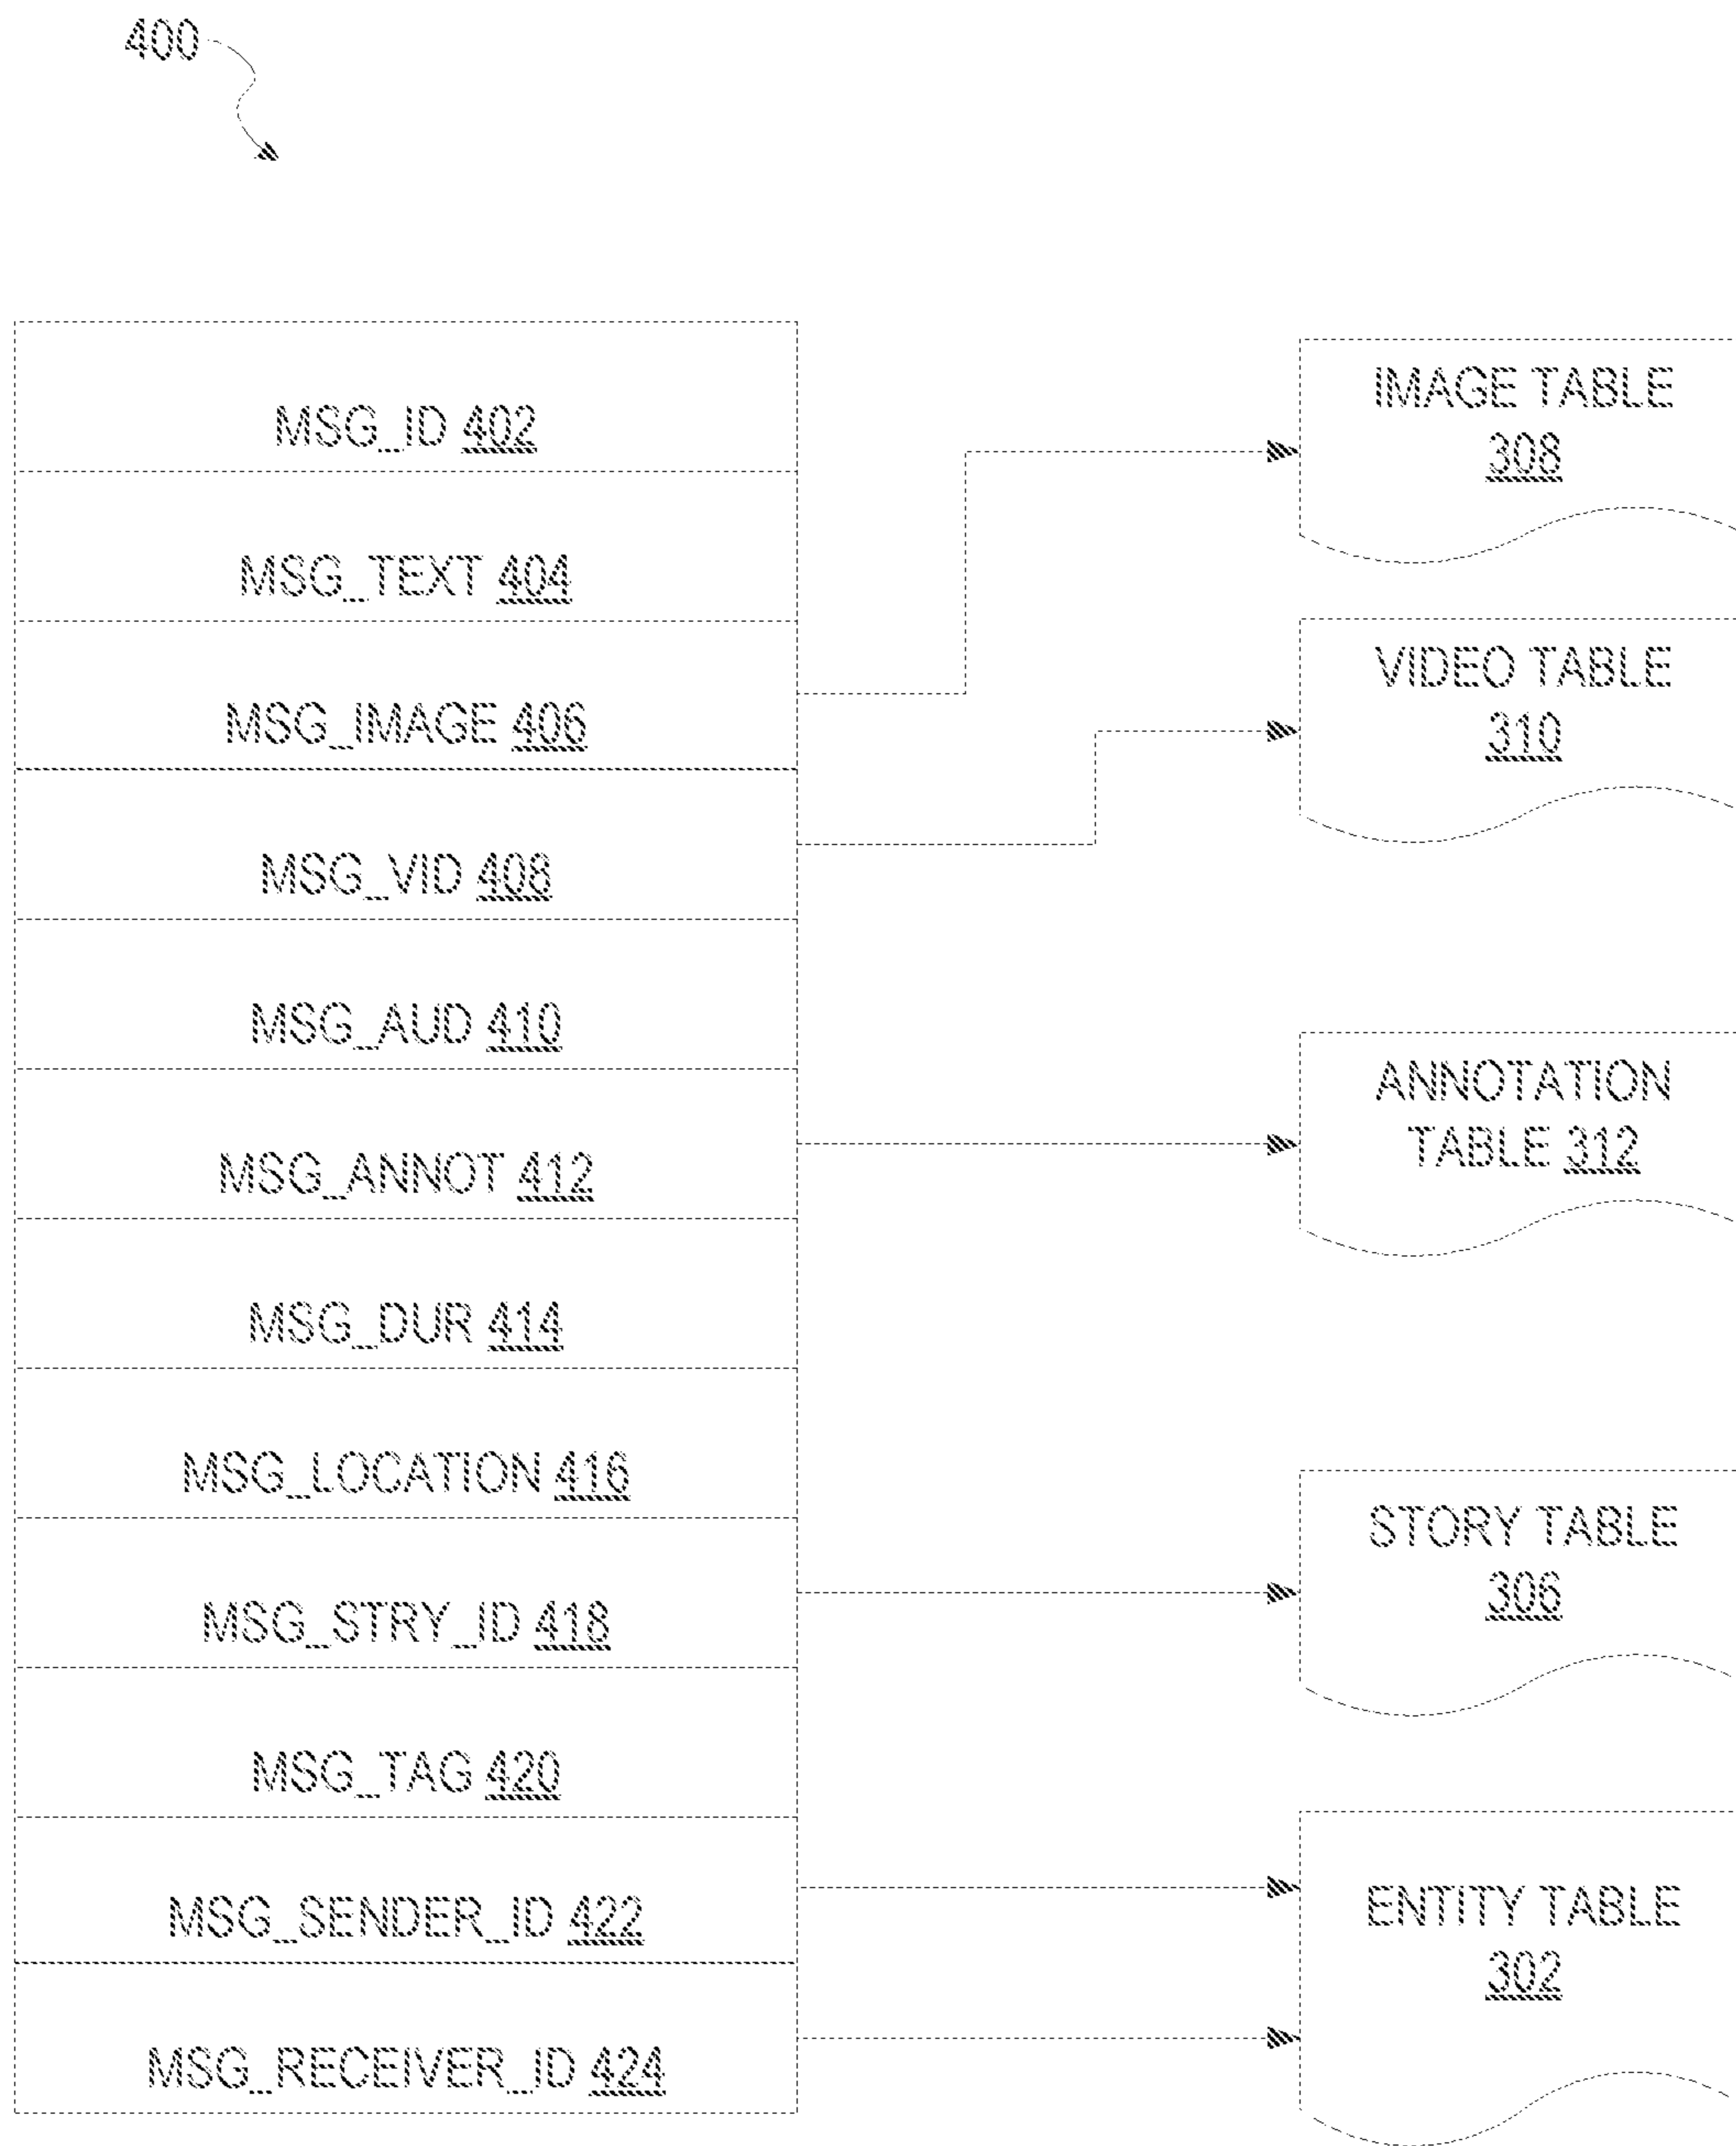 400
MSG_ID 402
MSG_TEXT 404
MSG_IMAGE 406
MSG_VID 408
MSG_AUD 410
MSG_ANNOT 412
MSG_DUR 414
MSG_LOCATION 416
MSG_STRY_ID 418
MSG_TAG 420
MSG_SENDER_ID 422
MSG_RECEIVER_ID 424
IMAGE TABLE
308
VIDEO TABLE
310
ANNOTATION
TABLE 312
STORY TABLE
306
ENTITY TABLE
302